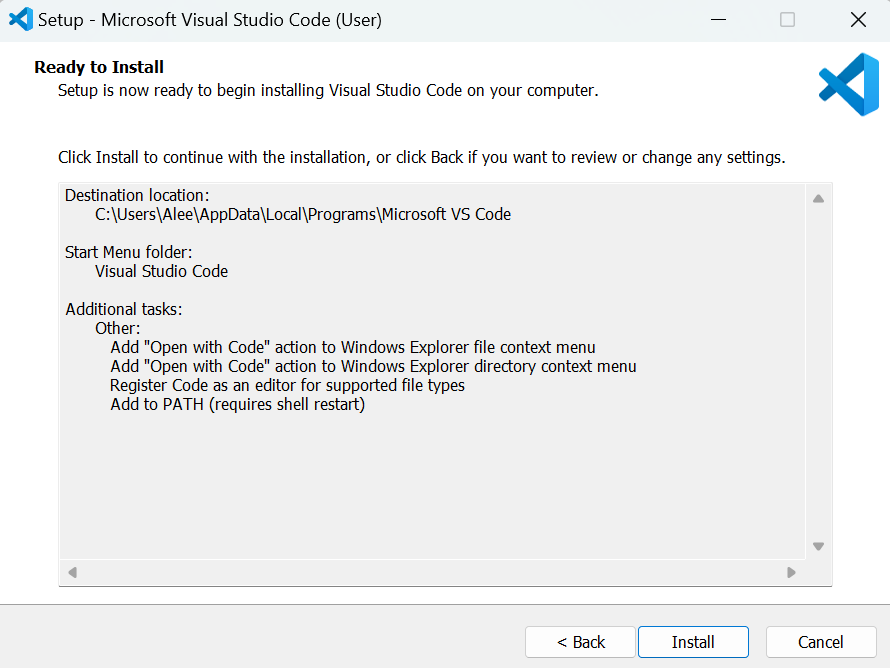 Setup - Microsoft Visual Studio Code (User)
Ready to Install
Setup is now ready to begin installing Visual Studio Code on your computer.
Click Install to continue with the installation, or click Back if you want to review or change any settings.
Destination location:
C:\Users\Alee\AppData\Local\Programs\Microsoft VS Code
Start Menu folder:
Visual Studio Code
Additional tasks:
Other:
Add "Open with Code" action to Windows Explorer file context menu
Add "Open with Code" action to Windows Explorer directory context menu
Register Code as an editor for supported file types
Add to PATH (requires shell restart)
< Back Install Cancel